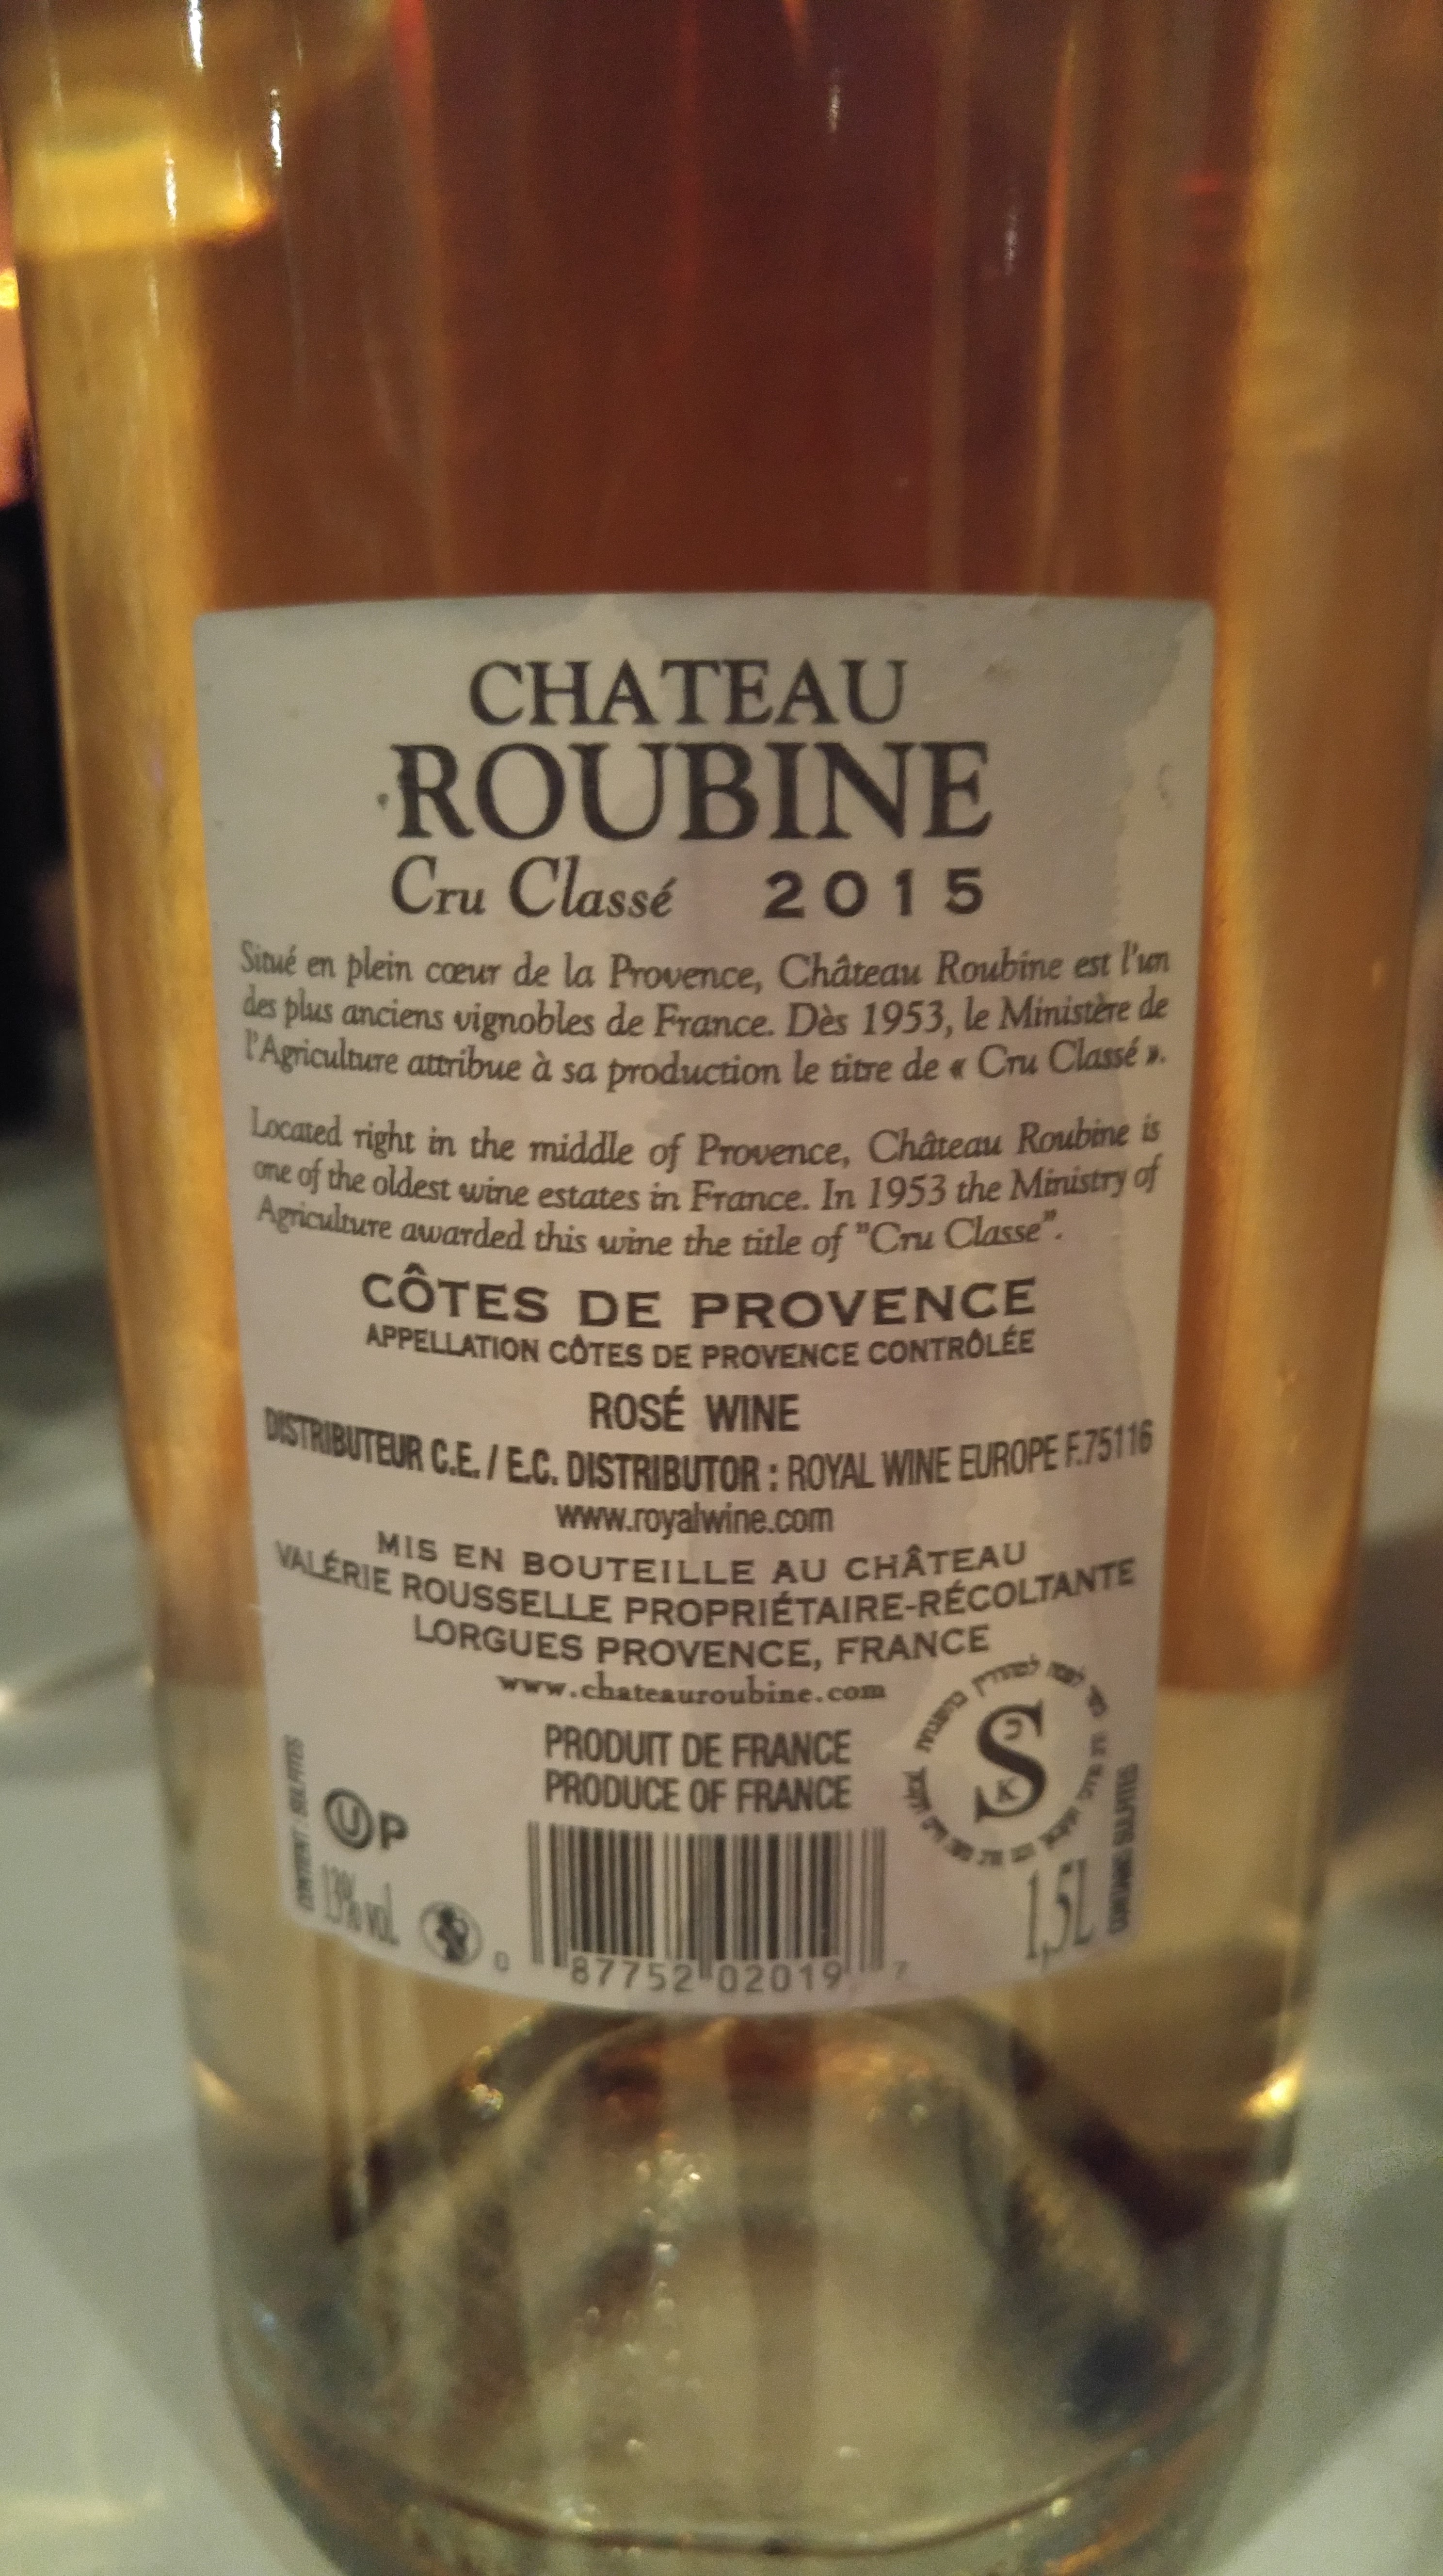 CHATEAU
ROUBINE
Cru Classé 2015
Situé en plein cœur de la Provence, Château Roubine est l'un
des plus anciens vignobles de France. Dès 1953, le Ministère de
l'Agriculture attribue à sa production le titre de « Cru Classé ».
Located right in the middle of Provence, Château Roubine is
one of the oldest wine estates in France. In 1953 the Ministry of
Agriculture awarded this wine the title of "Cru Classe".
CÔTES DE PROVENCE
APPELLATION CÔTES DE PROVENCE CONTRÔLÉE
ROSÉ WINE
DISTRIBUTEUR C.E. / E.C. DISTRIBUTOR : ROYAL WINE EUROPE F.75116
www.royalwine.com
MIS EN BOUTEILLE AU CHÂTEAU
VALÉRIE ROUSSELLE PROPRIÉTAIRE-RÉCOLTANTE
LORGUES PROVENCE, FRANCE
www.chateauroubine.com
PRODUIT DE FRANCE
PRODUCE OF FRANCE
CONTENT : SULFITES
U P
13% vol.
כ
S
K
1,5L
CONTAINS SULFITES
0 87752 02019 7